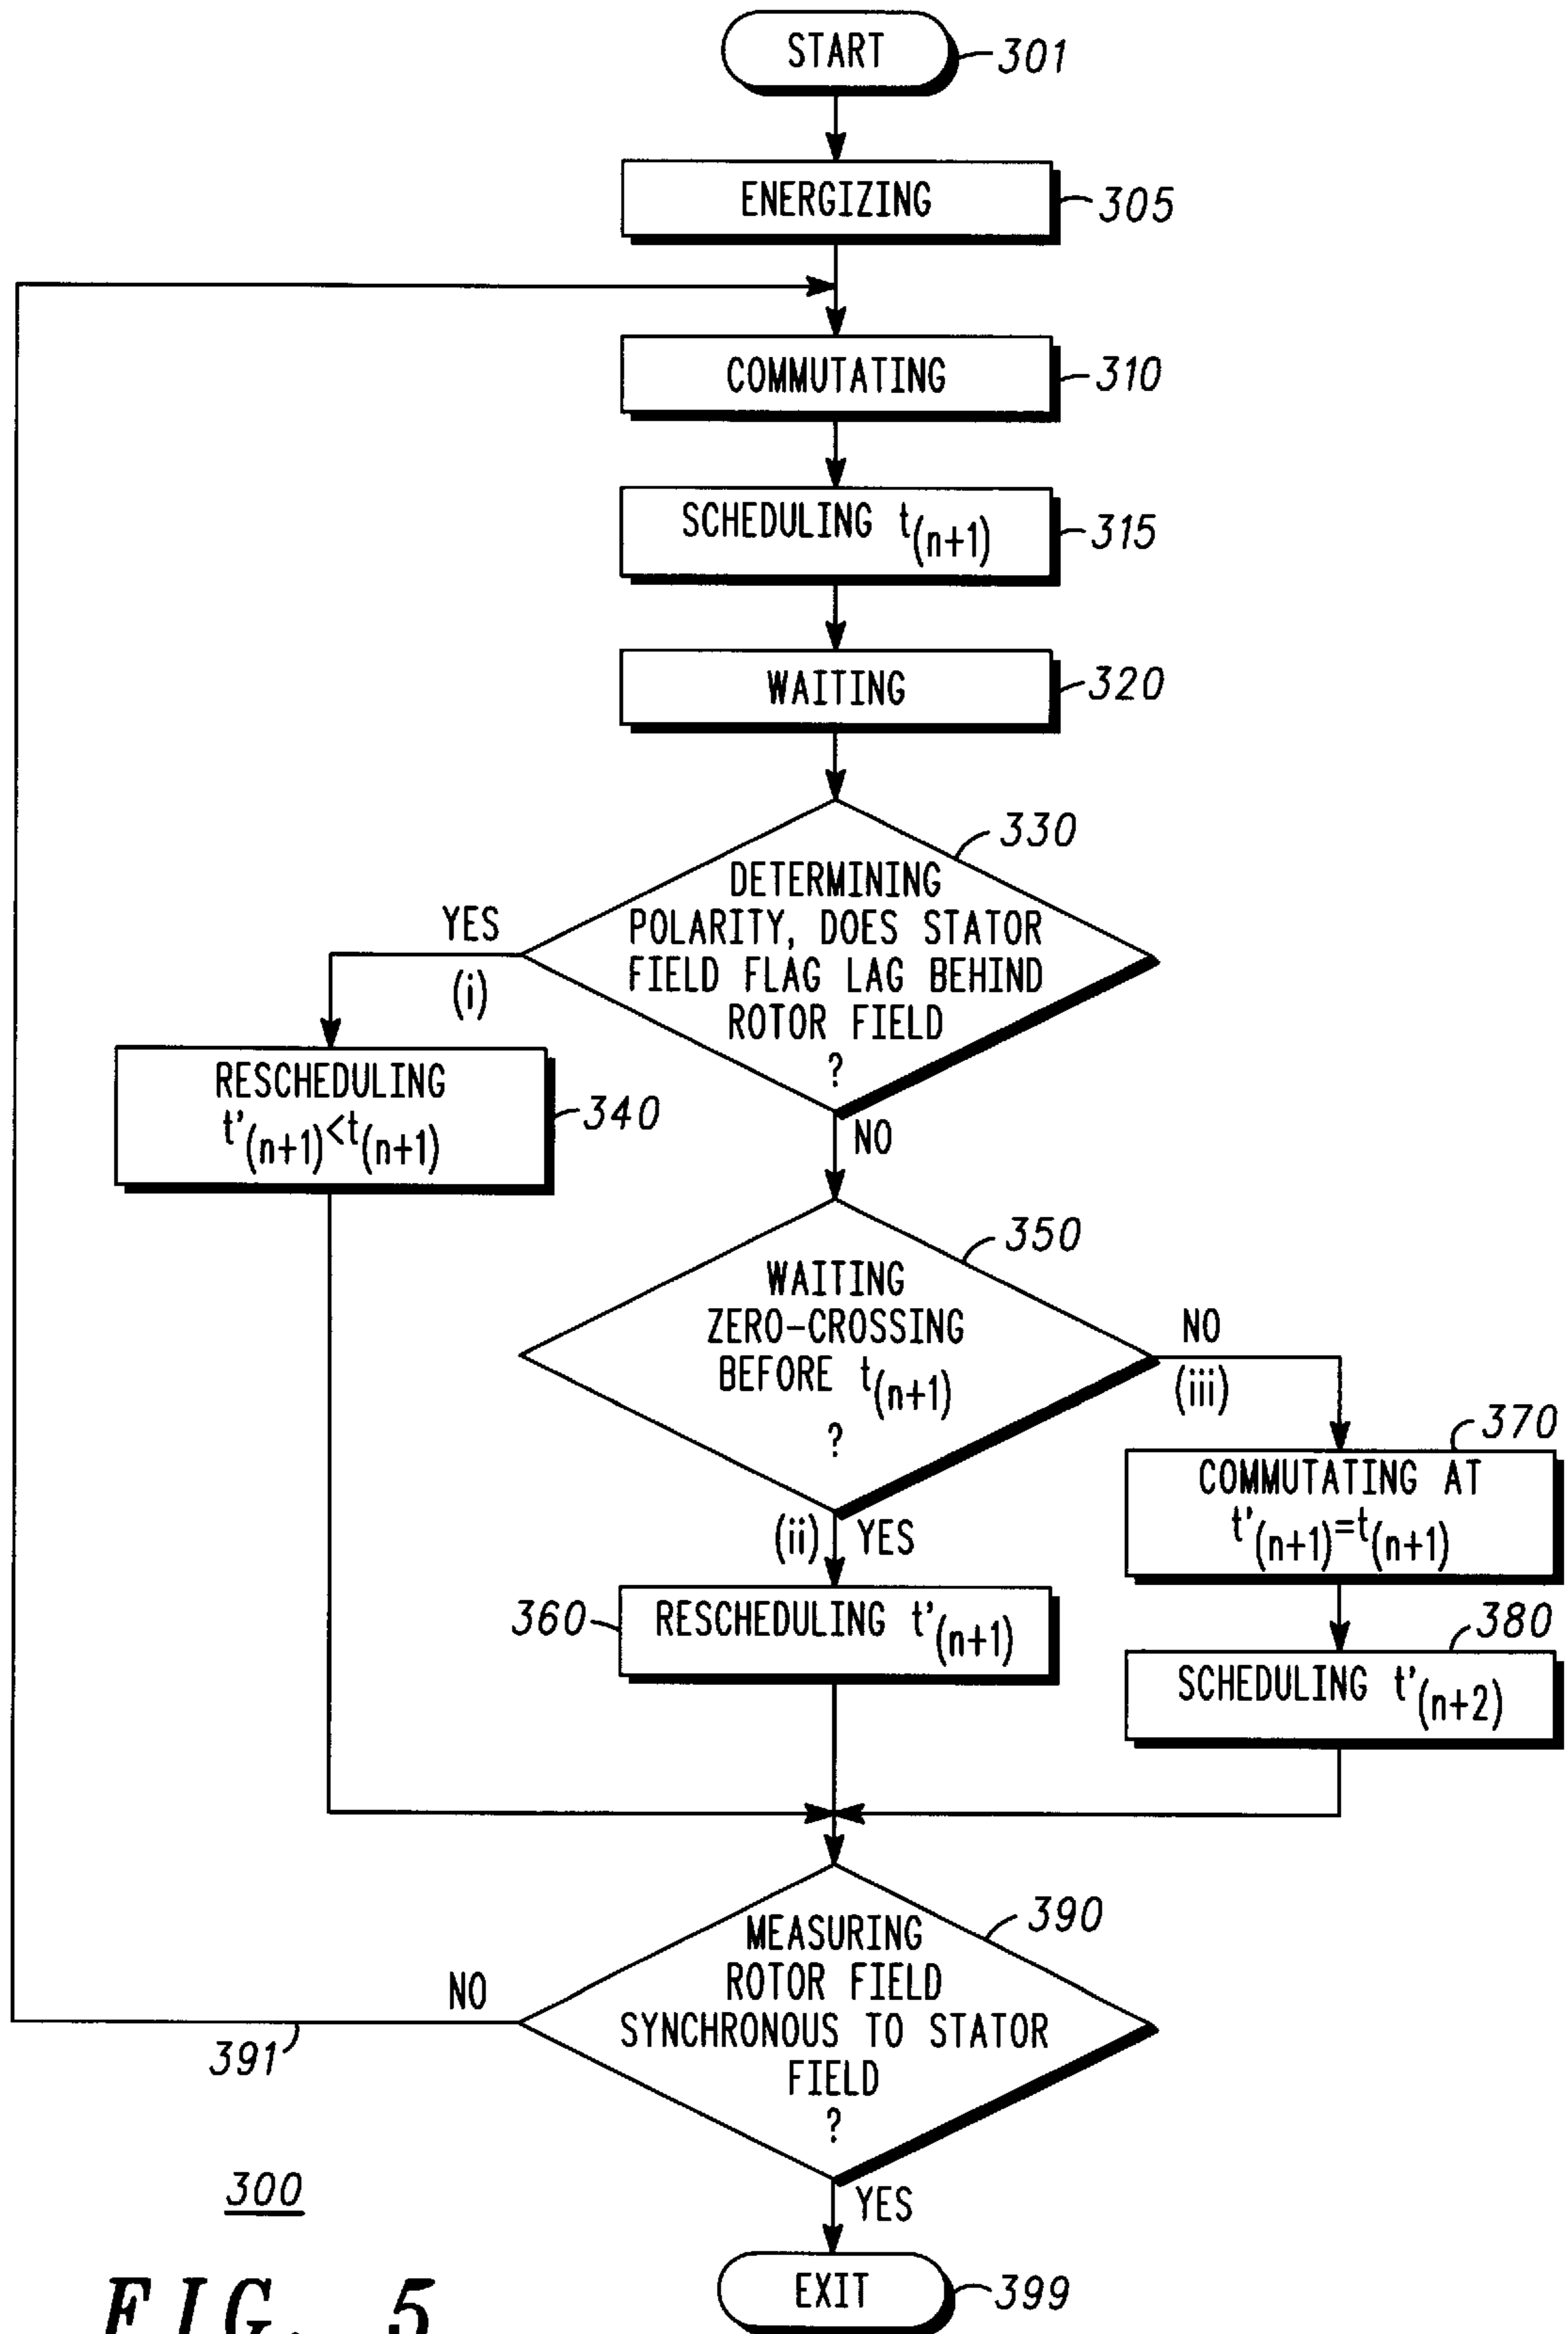 START
301
ENERGIZING
305
COMMUTATING
310
SCHEDULING t(n+1)
315
WAITING
320
330
DETERMINING
POLARITY, DOES STATOR
FIELD FLAG LAG BEHIND
ROTOR FIELD
?
YES
(i)
NO
RESCHEDULING
t'(n+1)<t(n+1)
340
350
WAITING
ZERO-CROSSING
BEFORE t(n+1)
?
NO
(iii)
370
COMMUTATING AT
t'(n+1)=t(n+1)
(ii) YES
360
RESCHEDULING t'(n+1)
380
SCHEDULING t'(n+2)
390
MEASURING
ROTOR FIELD
SYNCHRONOUS TO STATOR
FIELD
?
NO
391
YES
300
EXIT
399
FIG. 5